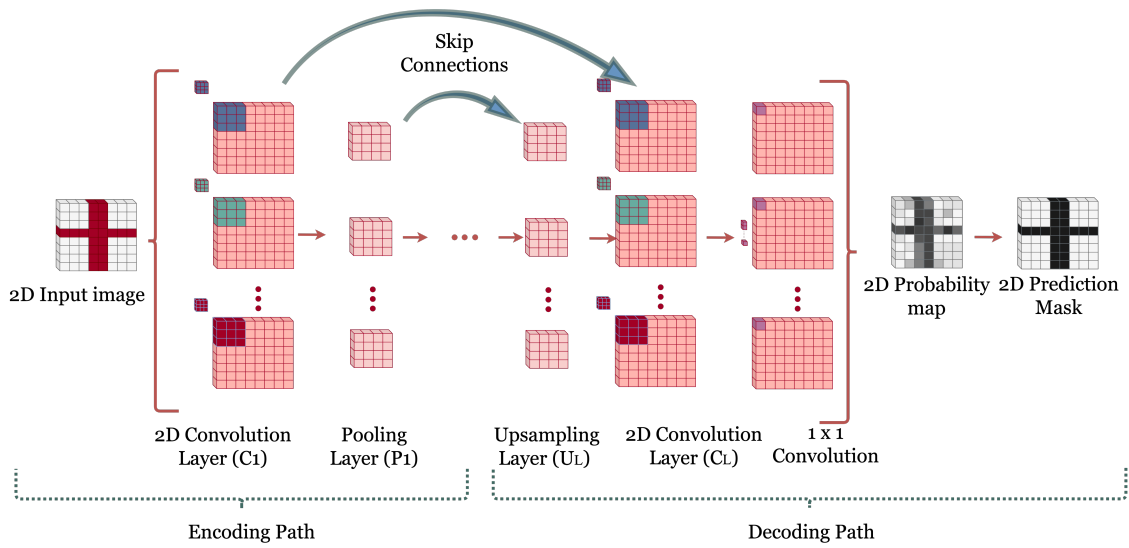 Skip
Connections
2D Input image
2D Probability
map
2D Prediction
Mask
2D Convolution
Layer (C1)
Pooling
Layer (P1)
Upsampling
Layer (UL)
2D Convolution
Layer (CL)
1 x 1
Convolution
Encoding Path
Decoding Path